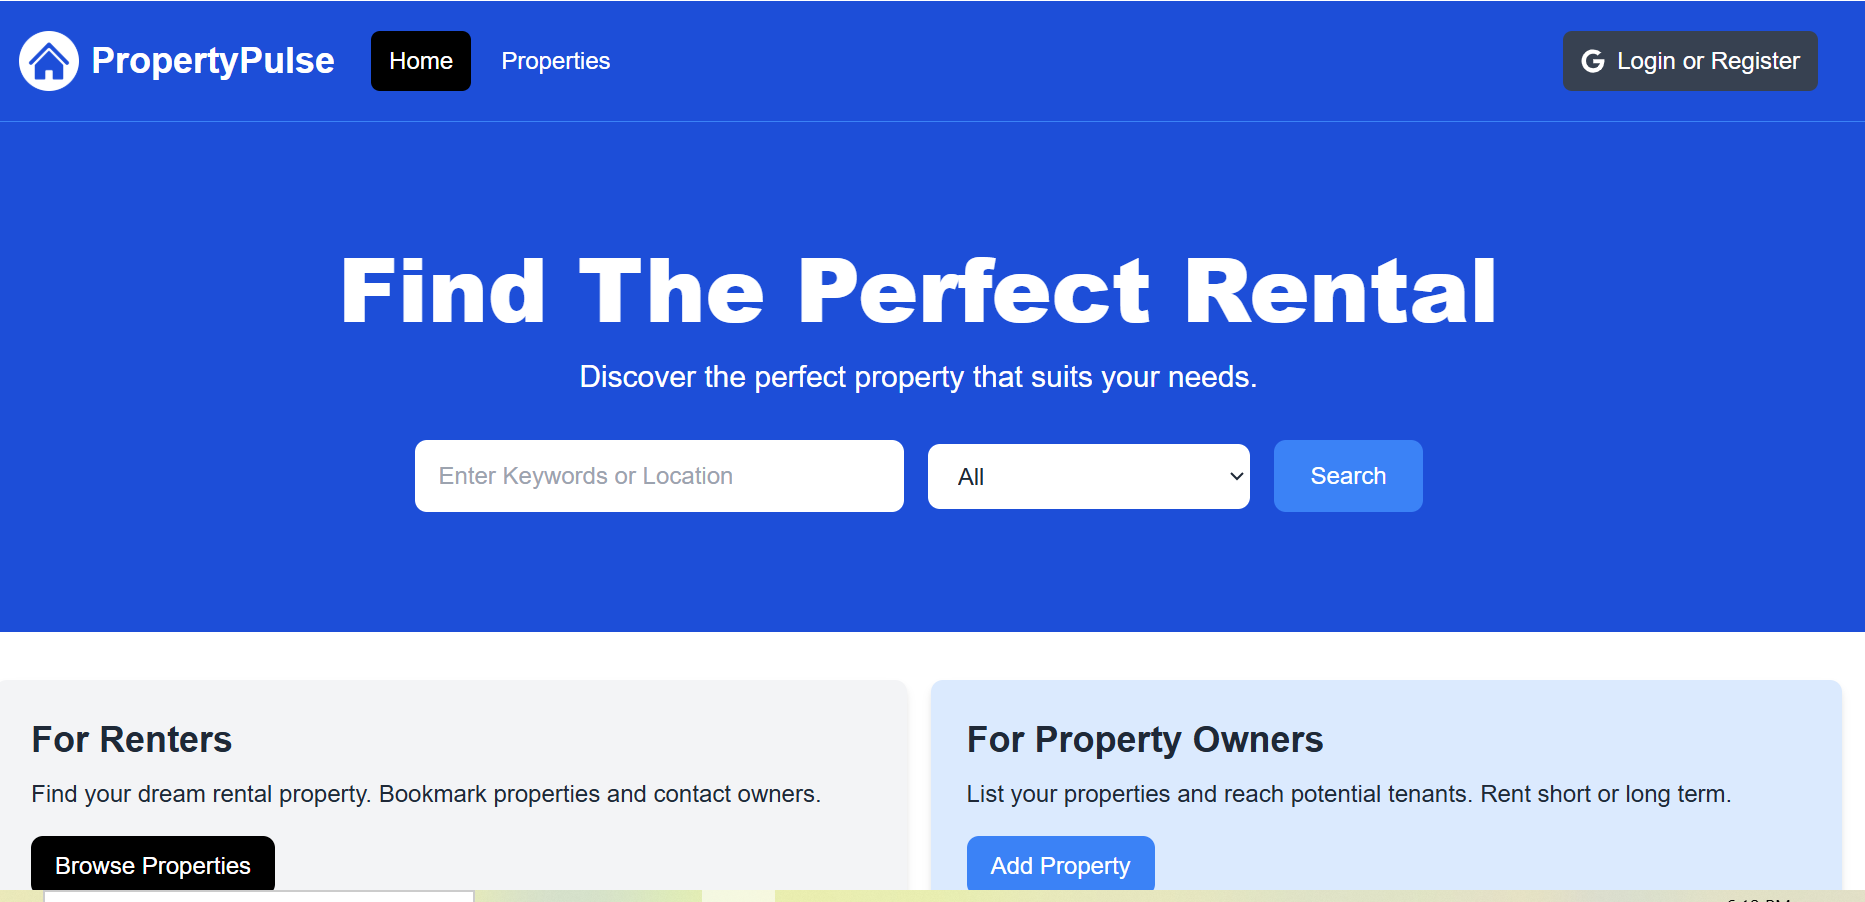 PropertyPulse
Home
Properties
Login or Register
Find The Perfect Rental
Discover the perfect property that suits your needs.
Enter Keywords or Location
All
Search
For Renters
Find your dream rental property. Bookmark properties and contact owners.
Browse Properties
For Property Owners
List your properties and reach potential tenants. Rent short or long term.
Add Property